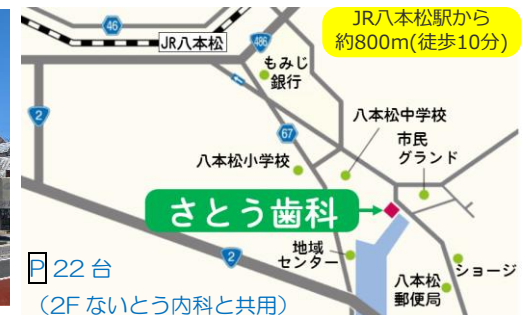 JR八本松駅から
約800m(徒歩10分)
46
JR八本松
486
もみじ
銀行
2
67
八本松中学校
市民
グランド
八本松小学校
さとう歯科
地域
センター
2
ショージ
八本松
郵便局
P 22 台
(2F ないとう内科と共用)